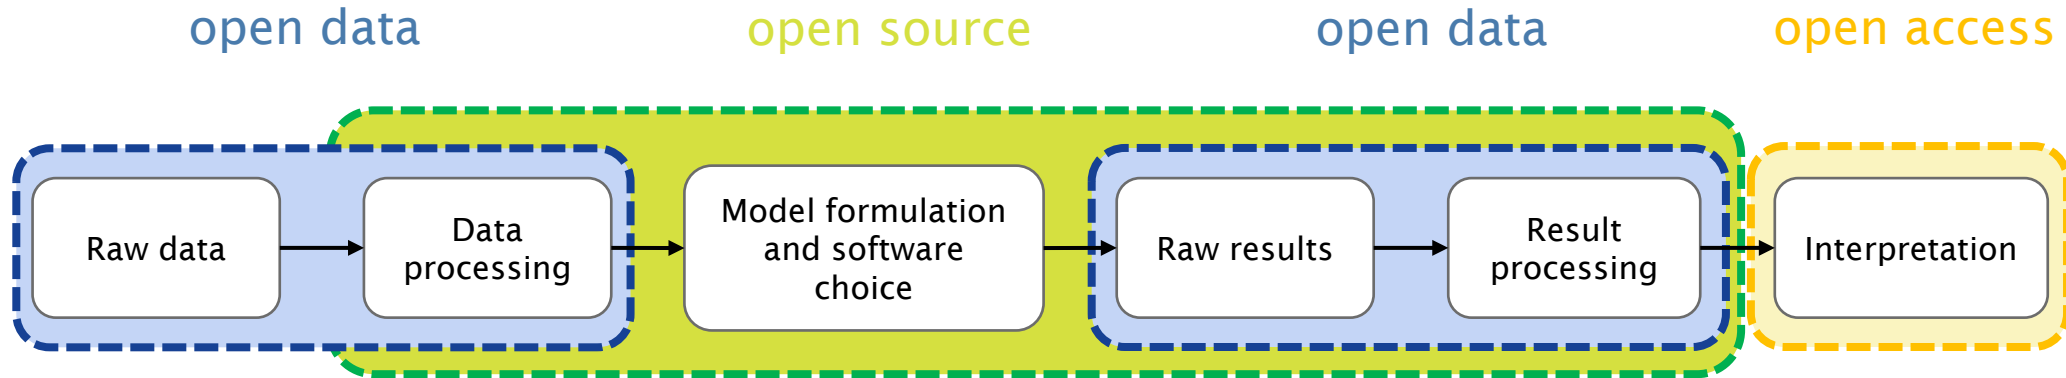 open data
open source
open data
open access
Raw data
Data
processing
Model formulation
and software
choice
Raw results
Result
processing
Interpretation